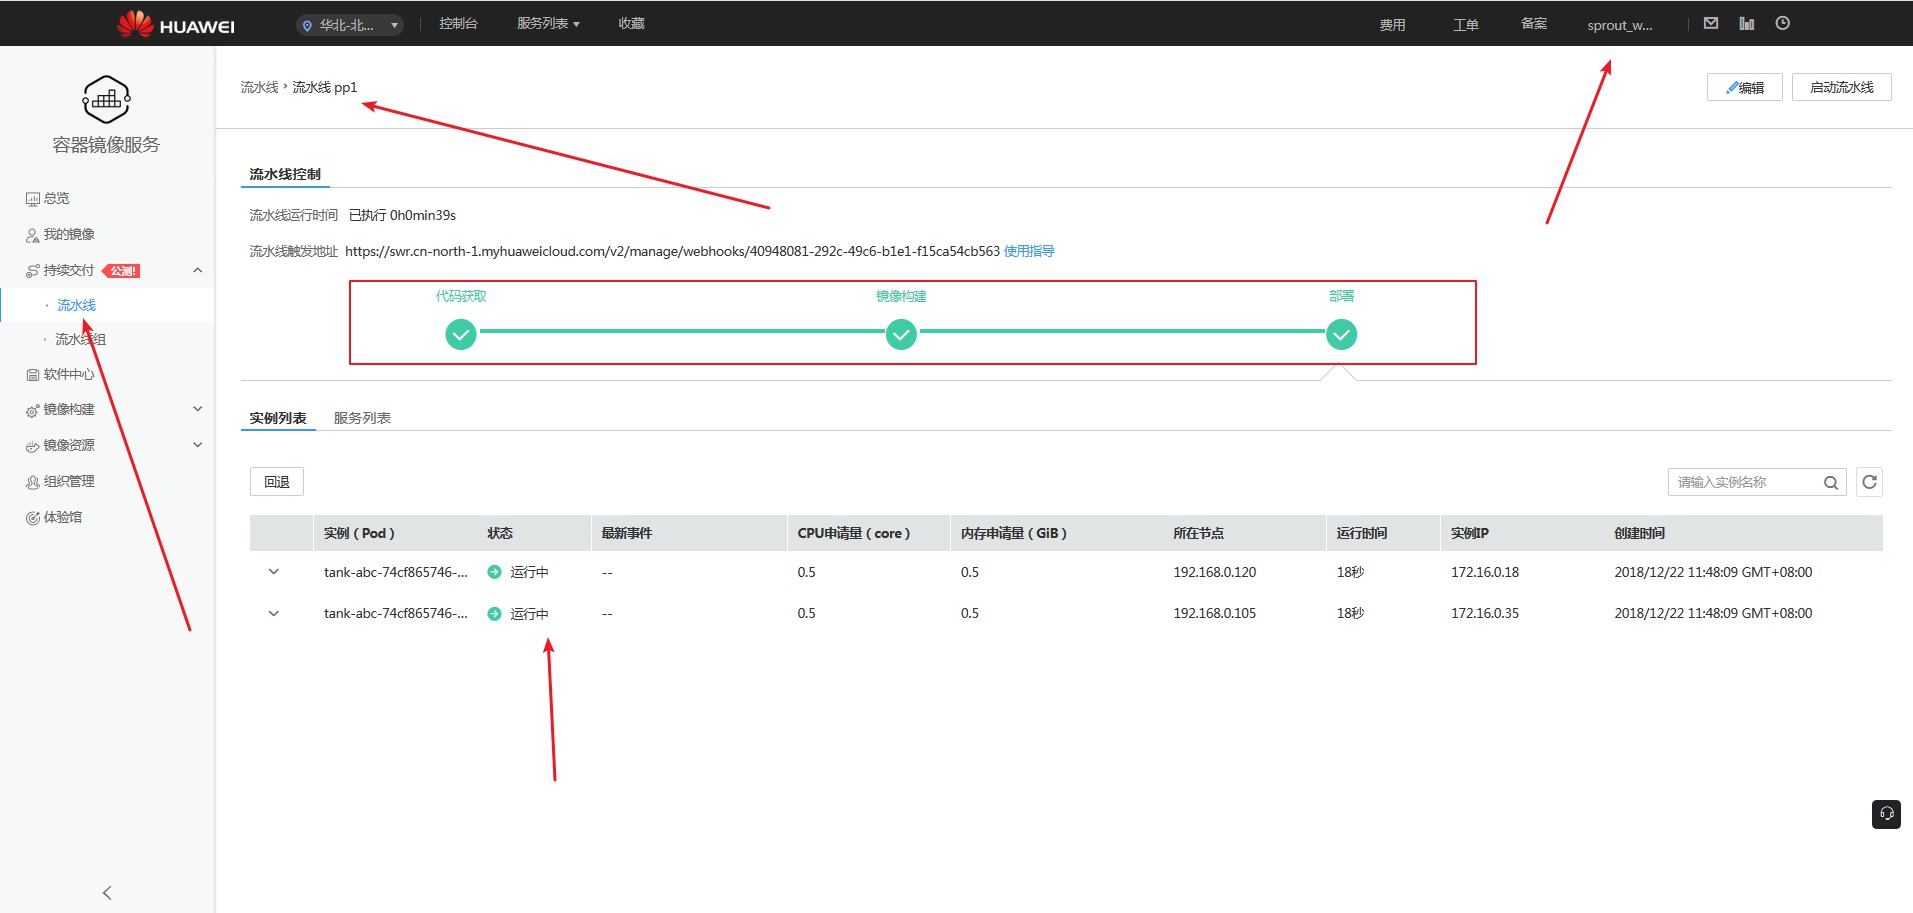 HUAWEI 华北-北... 控制台 服务列表 收藏 费用 工单 备案 sprout_w...
容器镜像服务
总览
我的镜像
持续交付 公测!
流水线
流水线组
软件中心
镜像构建
镜像资源
组织管理
体验馆
流水线 › 流水线 pp1
编辑 启动流水线
流水线控制
流水线运行时间 已执行 0h0min39s
流水线触发地址 https://swr.cn-north-1.myhuaweicloud.com/v2/manage/webhooks/40948081-292c-49c6-b1e1-f15ca54cb563 使用指导
代码获取 镜像构建 部署
实例列表 服务列表
回退 请输入实例名称
实例（Pod） 状态 最新事件 CPU申请量（core） 内存申请量（GiB） 所在节点 运行时间 实例IP 创建时间
tank-abc-74cf865746-... 运行中 -- 0.5 0.5 192.168.0.120 18秒 172.16.0.18 2018/12/22 11:48:09 GMT+08:00
tank-abc-74cf865746-... 运行中 -- 0.5 0.5 192.168.0.105 18秒 172.16.0.35 2018/12/22 11:48:09 GMT+08:00